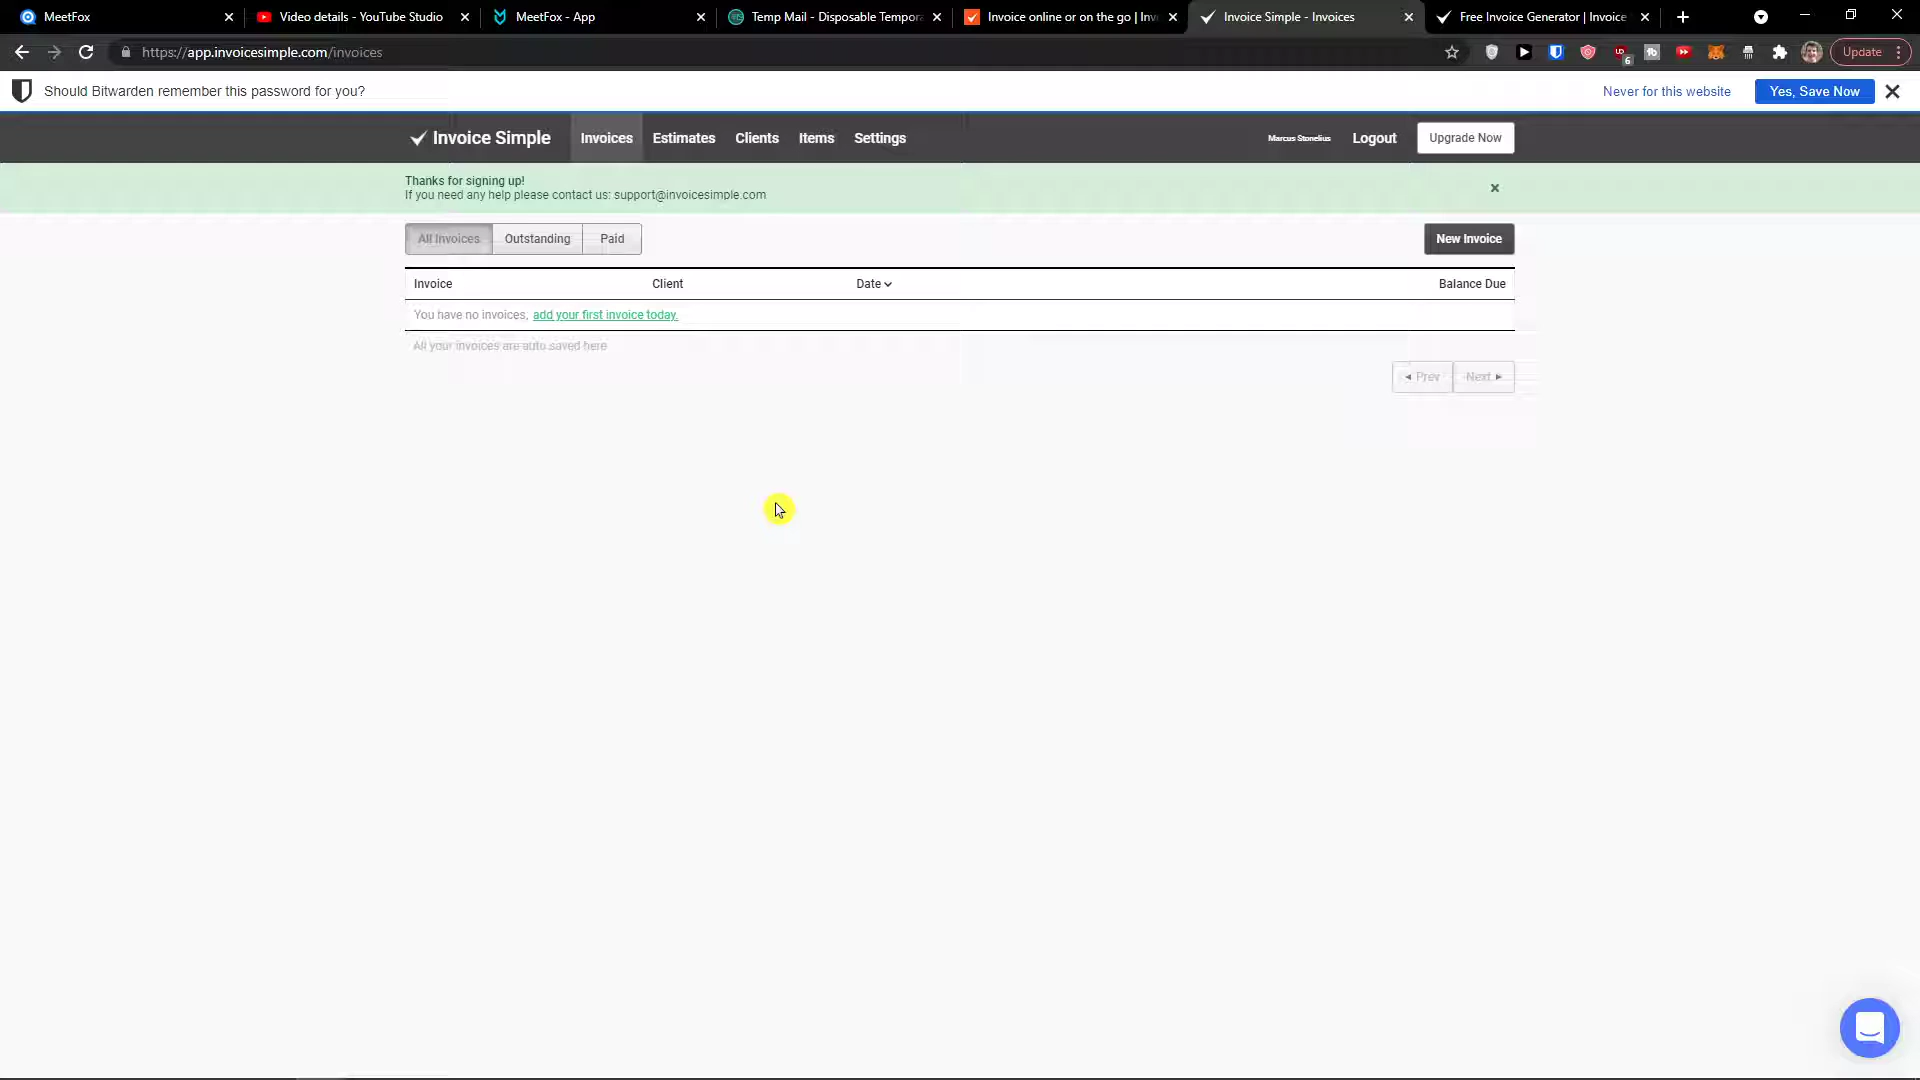 MeetFox
Video details - YouTube Studio
MeetFox - App
Temp Mail - Disposable Tempora
Invoice online or on the go | Inv
Invoice Simple - Invoices
Free Invoice Generator | Invoice
https://app.invoicesimple.com/invoices
6
Update
Should Bitwarden remember this password for you?
Never for this website
Yes, Save Now
Invoice Simple
Invoices
Estimates
Clients
Items
Settings
Marcus Stonelius
Logout
Upgrade Now
Thanks for signing up!
If you need any help please contact us: support@invoicesimple.com
All Invoices
Outstanding
Paid
New Invoice
Invoice
Client
Date
Balance Due
You have no invoices, add your first invoice today.
All your invoices are auto saved here
Prev
Next